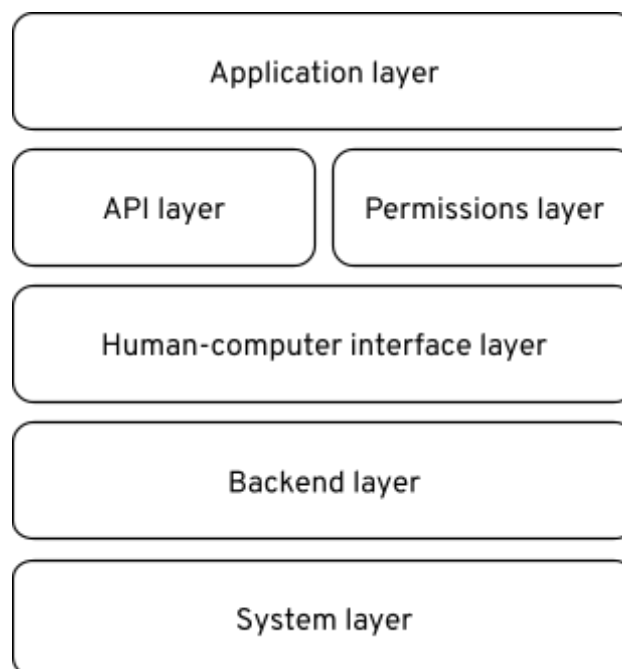 Application layer
API layer
Permissions layer
Human-computer interface layer
Backend layer
System layer